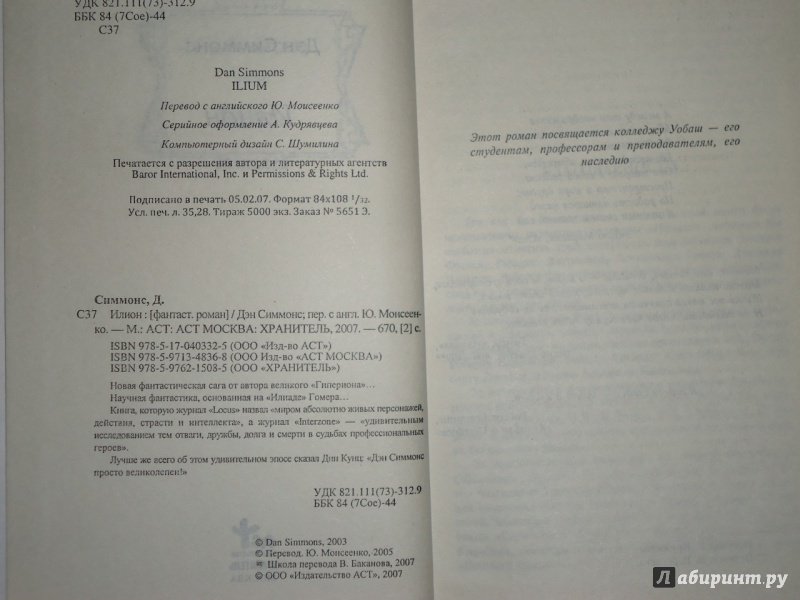 УДК 821.111(73)-312.9
ББК 84 (7Сое)-44
С37
Dan Simmons
ILIUM
Перевод с английского Ю. Моисеенко
Серийное оформление А. Кудрявцева
Компьютерный дизайн С. Шумилина
Печатается с разрешения автора и литературных агентств
Baror International, Inc. и Permissions & Rights Ltd.
Подписано в печать 05.02.07. Формат 84x108 1/32.
Усл. печ. л. 35,28. Тираж 5000 экз. Заказ № 5651 Э.
Симмонс, Д.
С37 Илион : [фантаст. роман] / Дэн Симмонс; пер. с англ. Ю. Моисеен-
ко. — М.: АСТ: АСТ МОСКВА: ХРАНИТЕЛЬ, 2007. — 670, [2] с.
ISBN 978-5-17-040332-5 (ООО «Изд-во АСТ»)
ISBN 978-5-9713-4836-8 (ООО Изд-во «АСТ МОСКВА»)
ISBN 978-5-9762-1508-5 (ООО «ХРАНИТЕЛЬ»)
Новая фантастическая сага от автора великого «Гипериона»...
Научная фантастика, основанная на «Илиаде» Гомера...
Книга, которую журнал «Locus» назвал «миром абсолютно живых персонажей,
действия, страсти и интеллекта», а журнал «Interzone» — «удивительным
исследованием тем отваги, дружбы, долга и смерти в судьбах профессиональных
героев».
Лучше же всего об этом удивительном эпосе сказал Дин Кунц: «Дэн Симмонс
просто великолепен!»
УДК 821.111(73)-312.9
ББК 84 (7Сое)-44
© Dan Simmons, 2003
© Перевод. Ю. Моисеенко, 2005
Школа перевода В. Баканова, 2007
© ООО «Издательство АСТ», 2007
Этот роман посвящается колледжу Уобаш — его
студентам, профессорам и преподавателям, его
наследию
Лабиринт.ру